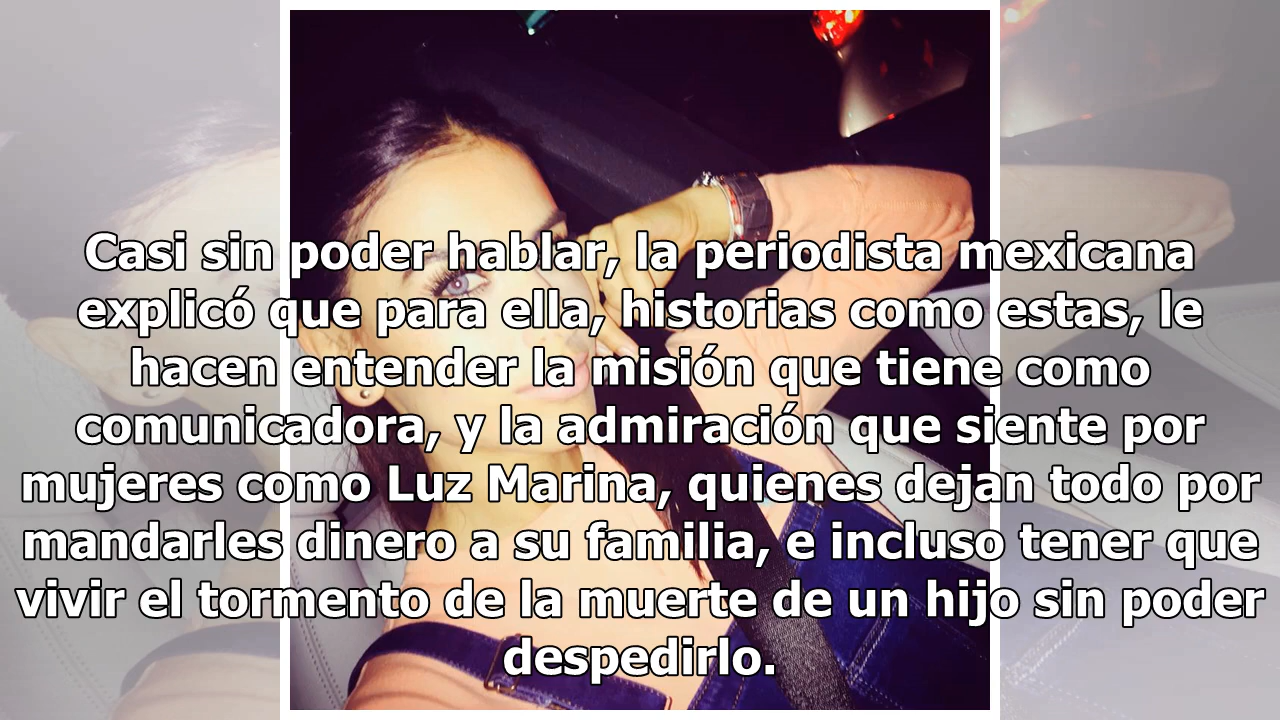 Casi sin poder hablar, la periodista mexicana
explicó que para ella, historias como estas, le
hacen entender la misión que tiene como
comunicadora, y la admiración que siente por
mujeres como Luz Marina, quienes dejan todo por
mandarles dinero a su familia, e incluso tener que
vivir el tormento de la muerte de un hijo sin poder
despedirlo.